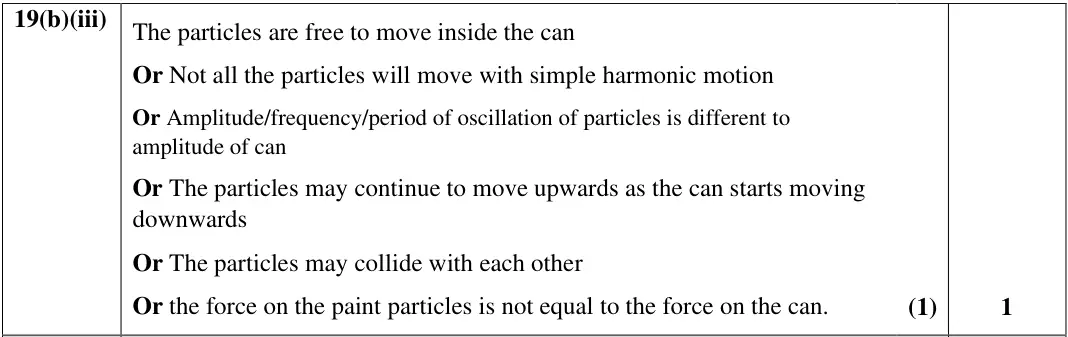 19(b)(iii)
The particles are free to move inside the can
Or Not all the particles will move with simple harmonic motion
Or Amplitude/frequency/period of oscillation of particles is different to
amplitude of can
Or The particles may continue to move upwards as the can starts moving
downwards
Or The particles may collide with each other
Or the force on the paint particles is not equal to the force on the can. (1) 1